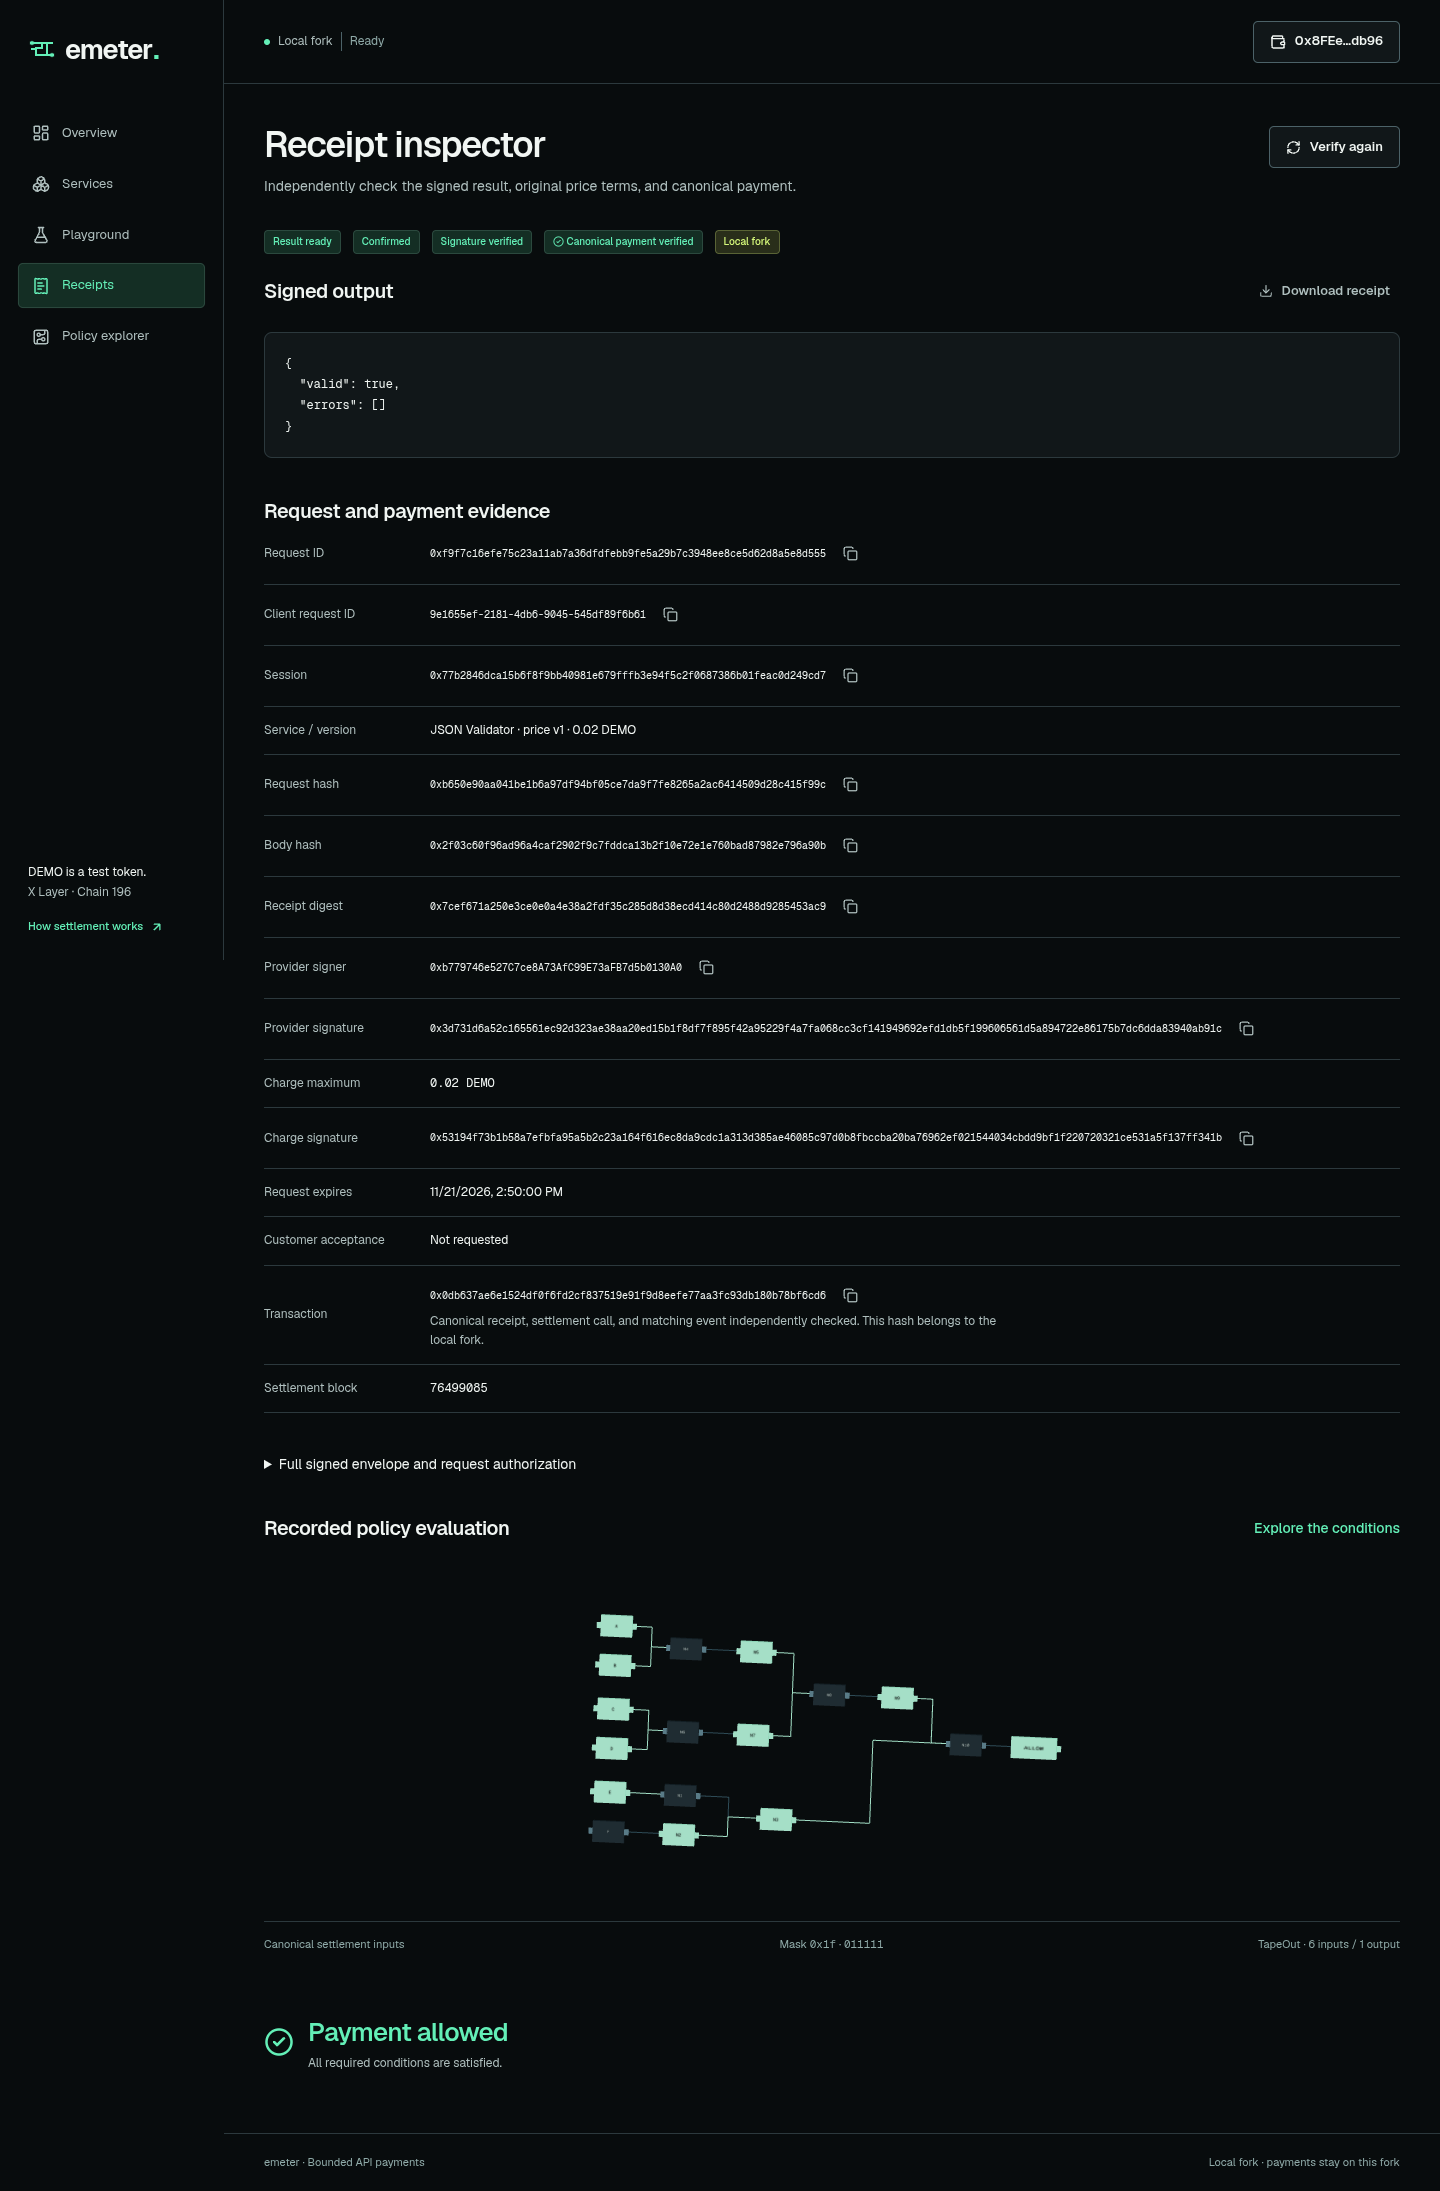 emeter.
Local fork
Ready
0x8FEe...db96
Overview
Services
Playground
Receipts
Policy explorer
DEMO is a test token.
X Layer · Chain 196
How settlement works
Receipt inspector
Verify again
Independently check the signed result, original price terms, and canonical payment.
Result ready
Confirmed
Signature verified
Canonical payment verified
Local fork
Signed output
Download receipt
{
"valid": true,
"errors": []
}
Request and payment evidence
Request ID
0xf9f7c16efe75c23a11ab7a36dfdfebb9fe5a29b7c3948ee8ce5d62d8a5e8d555
Client request ID
9e1655ef-2181-4db6-9045-545df89f6b61
Session
0x77b2846dca15b6f8f9bb40981e679fffb3e94f5c2f0687386b01feac0d249cd7
Service / version
JSON Validator · price v1 · 0.02 DEMO
Request hash
0xb650e90aa041be1b6a97df94bf05ce7da9f7fe8265a2ac6414509d28c415f99c
Body hash
0x2f03c60f96ad96a4caf2902f9c7fddca13b2f10e72e1e760bad87982e796a90b
Receipt digest
0x7cef671a250e3ce0e0a4e38a2fdf35c285d8d38ecd414c80d2488d9285453ac9
Provider signer
0xb779746e527C7ce8A73AfC99E73aFB7d5b0130A0
Provider signature
0x3d731d6a52c165561ec92d323ae38aa20ed15b1f8df7f895f42a95229f4a7fa068cc3cf141949692efd1db5f199606561d5a894722e86175b7dc6dda83940ab91c
Charge maximum
0.02 DEMO
Charge signature
0x53194f73b1b58a7efbfa95a5b2c23a164f616ec8da9cdc1a313d385ae46085c97d0b8fbccba20ba76962ef021544034cbdd9bf1f220720321ce531a5f137ff341b
Request expires
11/21/2026, 2:50:00 PM
Customer acceptance
Not requested
Transaction
0x0db637ae6e1524df0f6fd2cf837519e91f9d8eefe77aa3fc93db180b78bf6cd6
Canonical receipt, settlement call, and matching event independently checked. This hash belongs to the
local fork.
Settlement block
76499085
Full signed envelope and request authorization
Recorded policy evaluation
Explore the conditions
ALLOW
Canonical settlement inputs
Mask 0x1f · 011111
TapeOut · 6 inputs / 1 output
Payment allowed
All required conditions are satisfied.
emeter · Bounded API payments
Local fork · payments stay on this fork